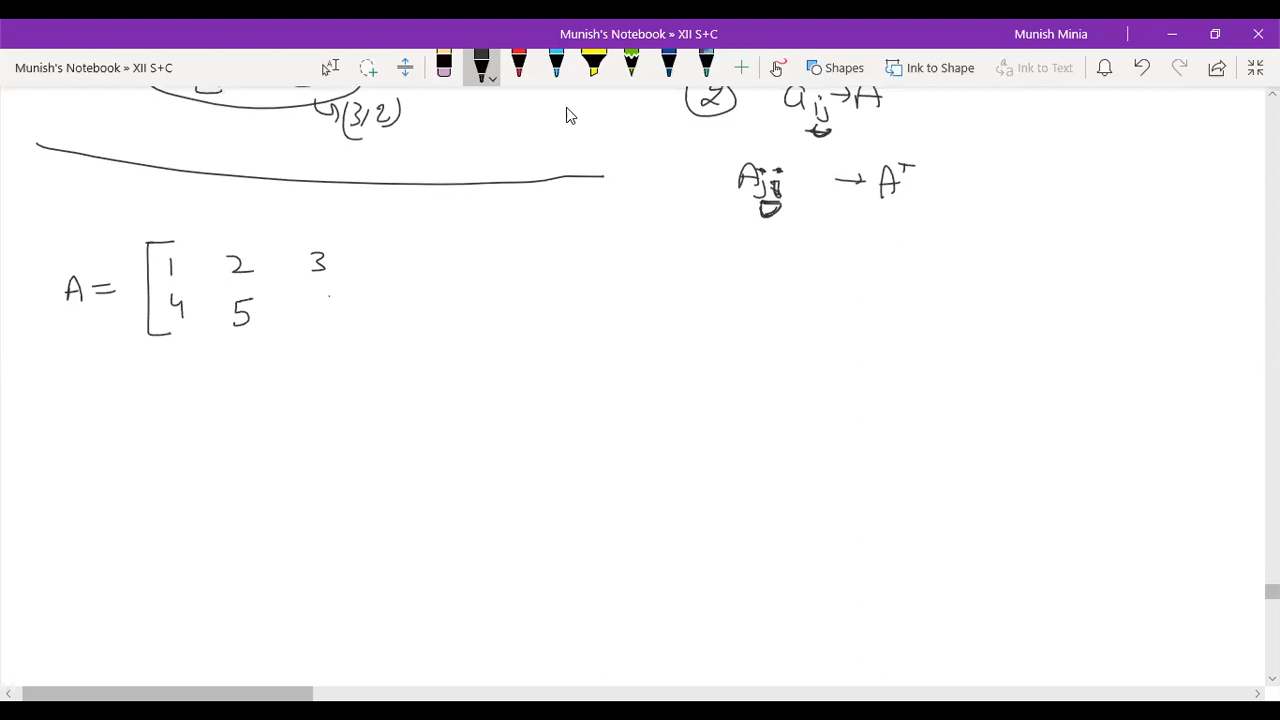 Munish's Notebook » XII S+C
Munish Minia
Munish's Notebook » XII S+C
Shapes
Ink to Shape
Ink to Text
(3,2)
(2) aij → A
Aji → Aᵀ
A = [ 1 2 3
4 5